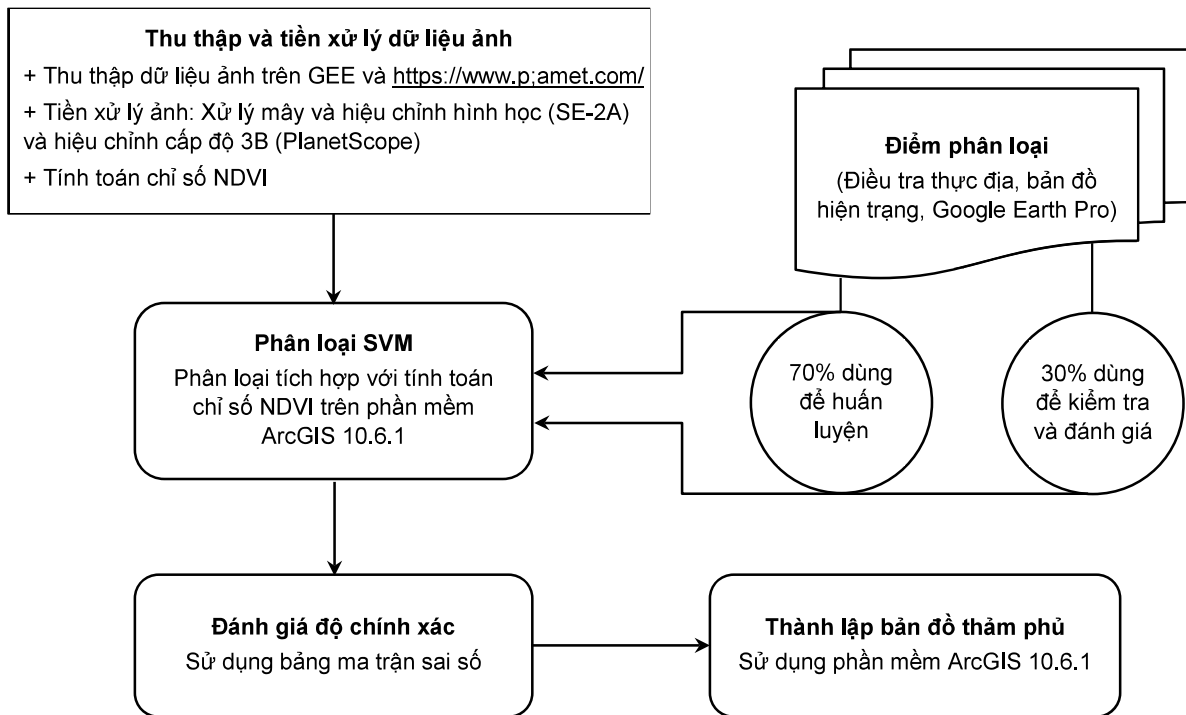 Thu thập và tiền xử lý dữ liệu ảnh
+ Thu thập dữ liệu ảnh trên GEE và https://www.p;amet.com/
+ Tiền xử lý ảnh: Xử lý mây và hiệu chỉnh hình học (SE-2A)
và hiệu chỉnh cấp độ 3B (PlanetScope)
+ Tính toán chỉ số NDVI
Điểm phân loại
(Điều tra thực địa, bản đồ
hiện trạng, Google Earth Pro)
Phân loại SVM
Phân loại tích hợp với tính toán
chỉ số NDVI trên phần mềm
ArcGIS 10.6.1
70% dùng
để huấn
luyện
30% dùng
để kiểm tra
và đánh giá
Đánh giá độ chính xác
Sử dụng bảng ma trận sai số
Thành lập bản đồ thảm phủ
Sử dụng phần mềm ArcGIS 10.6.1